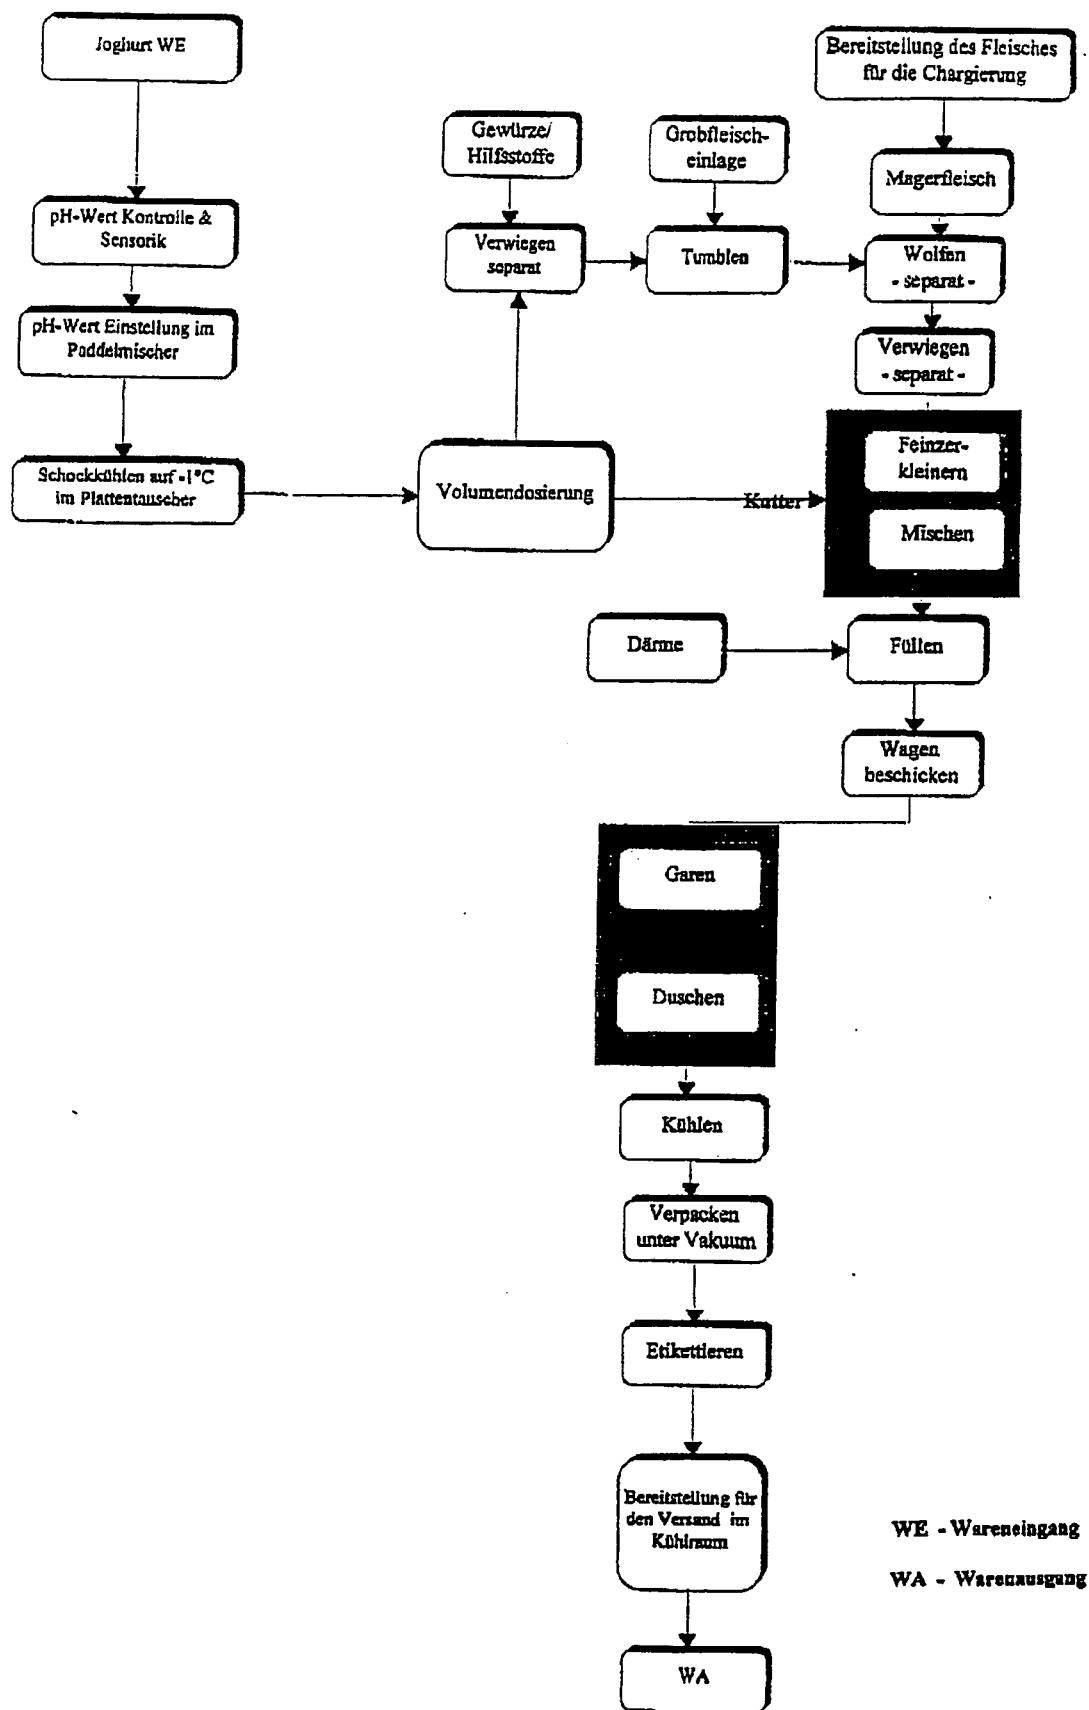 Joghurt WE
pH-Wert Kontrolle &
Sensorik
pH-Wert Einstellung im
Paddelmischer
Schockkühlen auf -1°C
im Plattentauscher
Volumendosierung
Gewürze/
Hilfsstoffe
Verwiegen
separat
Grobfleisch-
einlage
Tumblen
Bereitstellung des Fleisches
für die Chargierung
Magerfleisch
Wolfen
- separat -
Verwiegen
- separat -
Kutter
Feinzer-
kleinern
Mischen
Därme
Füllen
Wagen
beschicken
Garen
Duschen
Kühlen
Verpacken
unter Vakuum
Etikettieren
Bereitstellung für
den Versand im
Kühlraum
WA
WE - Wareneingang
WA - Warenausgang